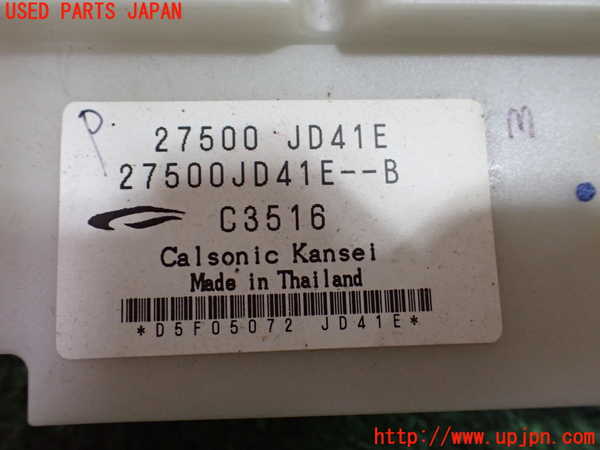 USED PARTS JAPAN
P
M
27500 JD41E
27500JD41E--B
C3516
Calsonic Kansei
Made in Thailand
*D5F05072 JD41E*
http://www.upjpn.com